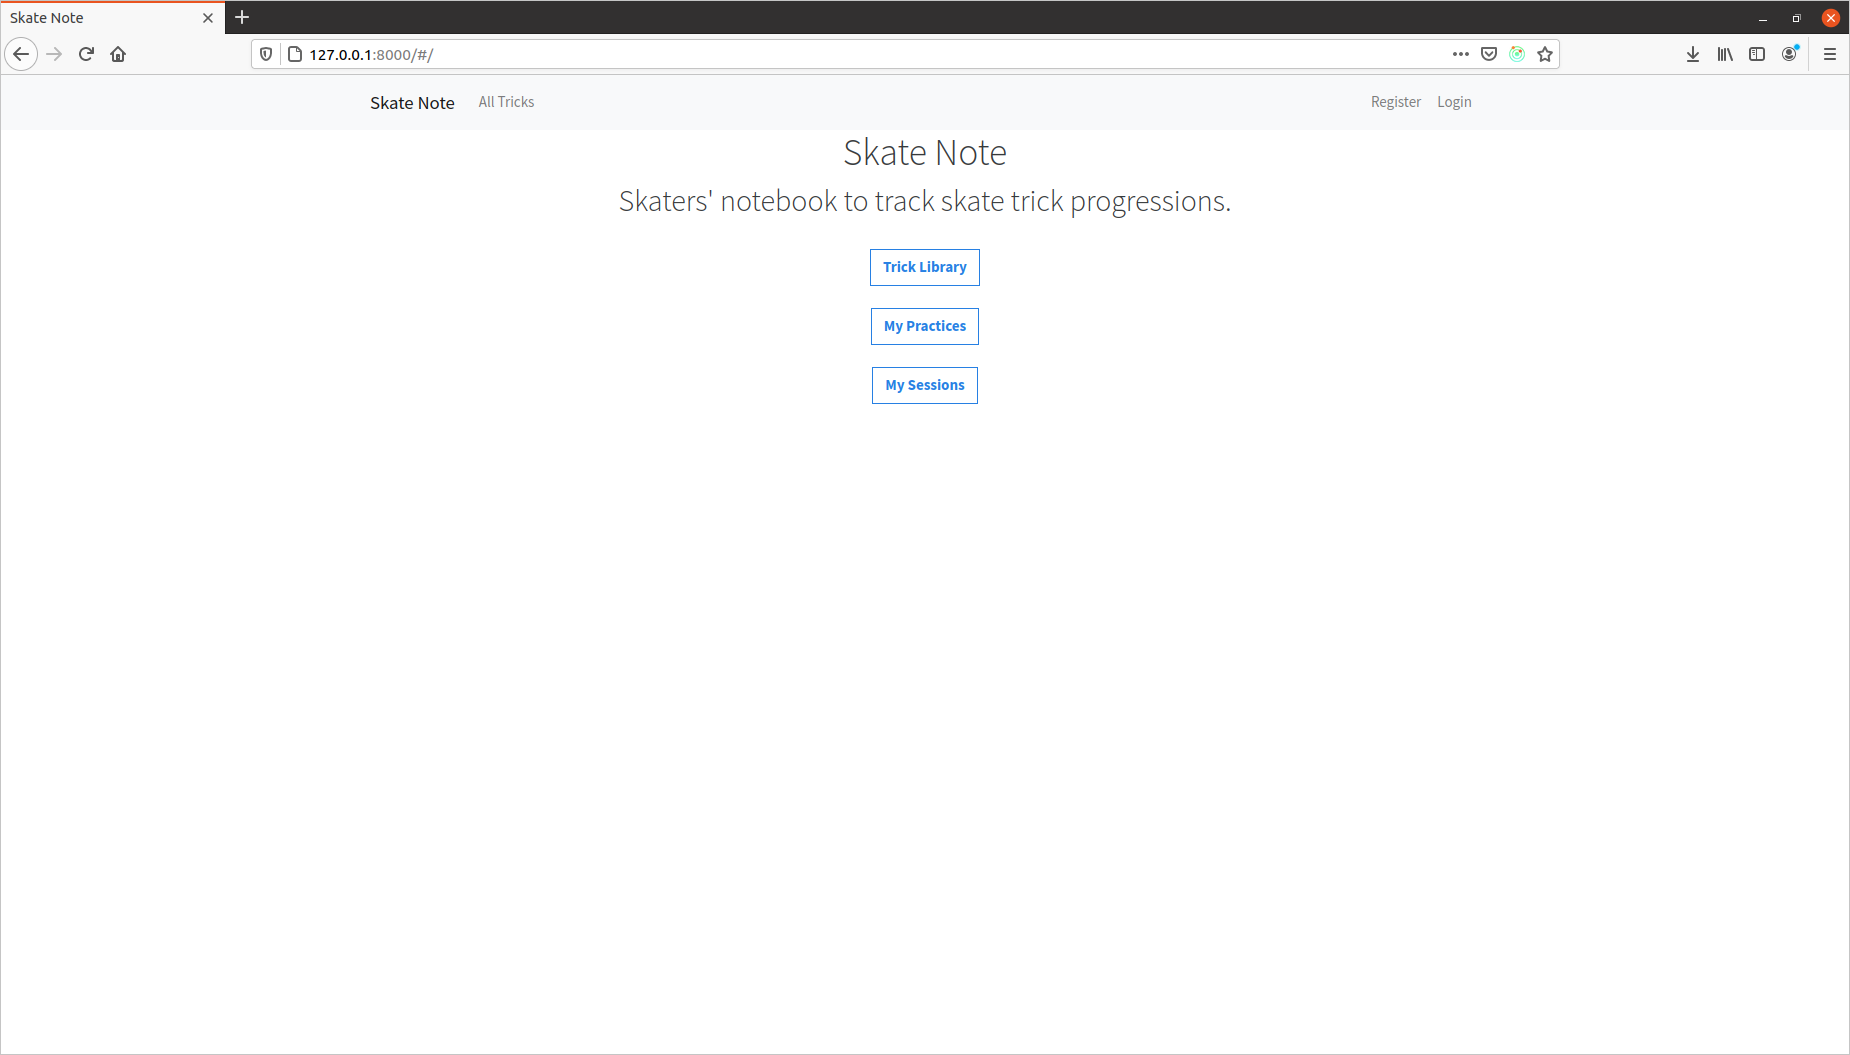 Skate Note
127.0.0.1:8000/#/
Skate Note All Tricks Register Login
Skate Note
Skaters' notebook to track skate trick progressions.
Trick Library
My Practices
My Sessions